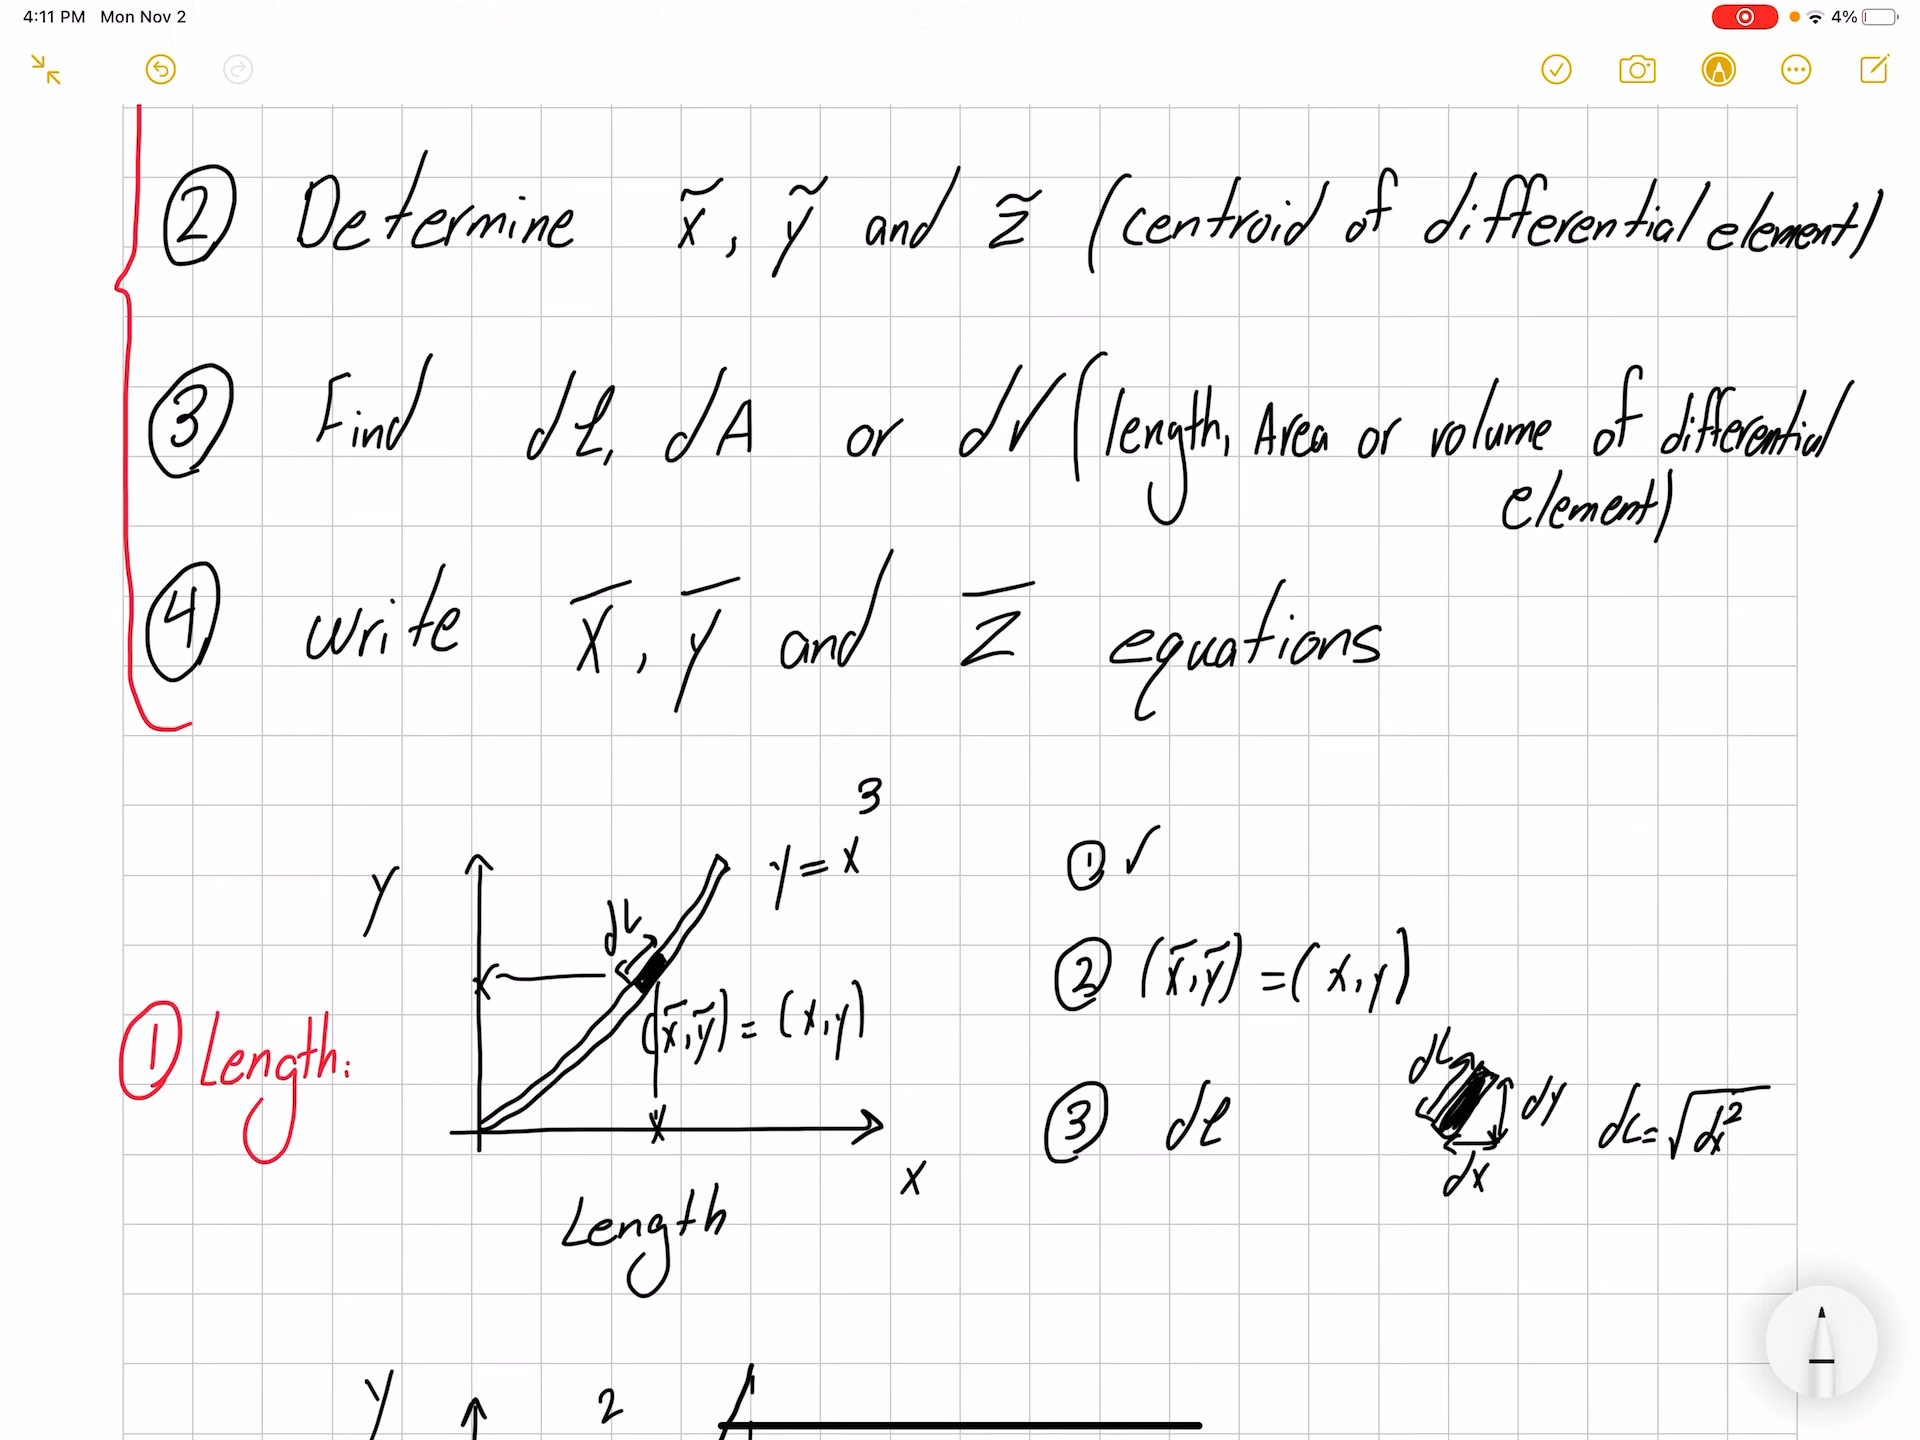 4:11 PM Mon Nov 2
4%
② Determine x̃, ỹ and z̃ (centroid of differential element)
③ Find dL, dA or dV (length, Area or volume of differential
element)
④ write x̄, ȳ and z̄ equations
y
y = x³
dL
(x̃, ỹ) = (x, y)
① Length:
x
Length
① ✓
② (x̃, ỹ) = (x, y)
③ dL
dL
dy
dx
dL = √dx²
y
2